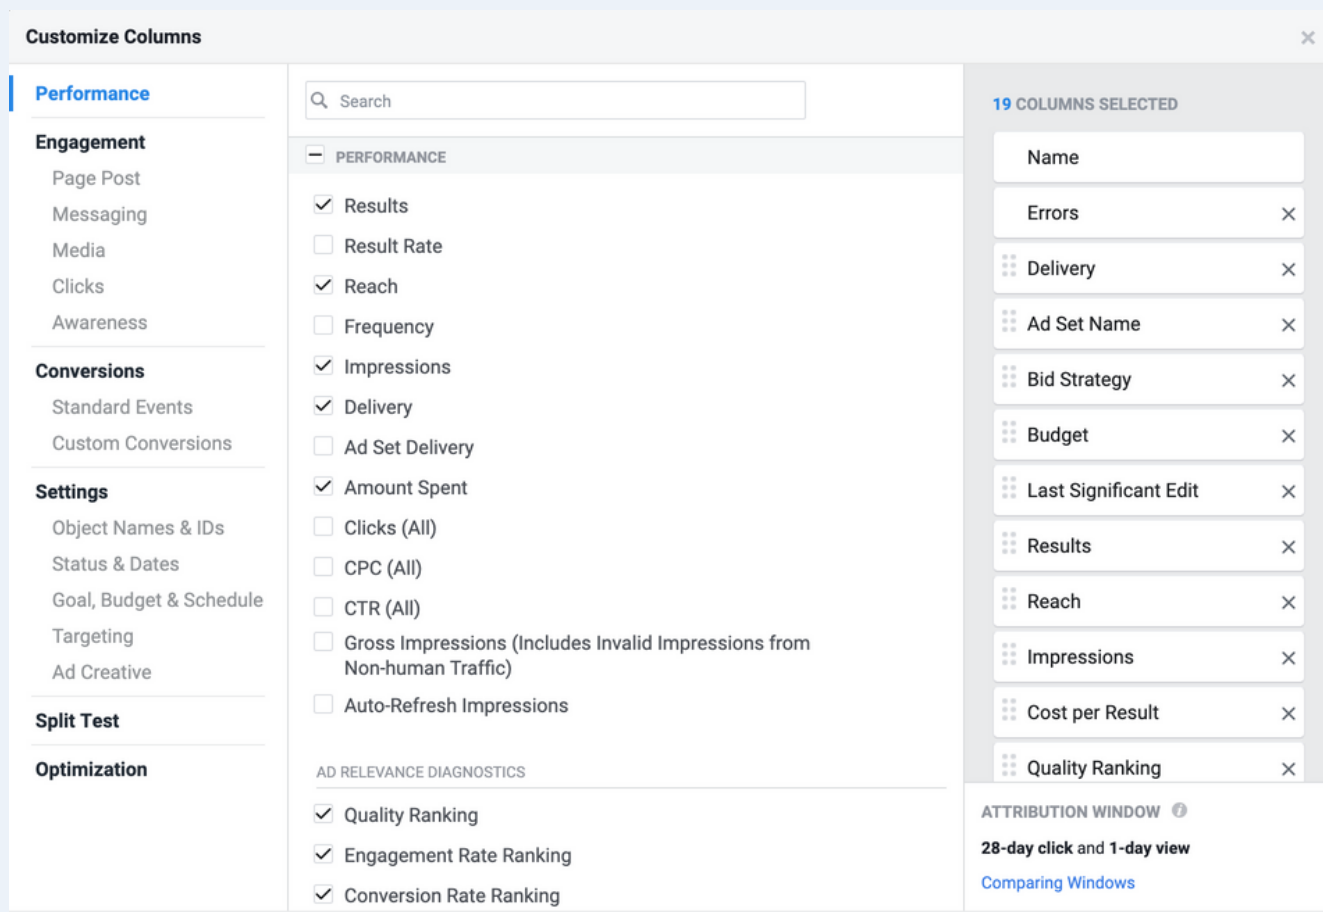 Customize Columns
Performance
Engagement
Page Post
Messaging
Media
Clicks
Awareness
Conversions
Standard Events
Custom Conversions
Settings
Object Names & IDs
Status & Dates
Goal, Budget & Schedule
Targeting
Ad Creative
Split Test
Optimization
Search
PERFORMANCE
Results
Result Rate
Reach
Frequency
Impressions
Delivery
Ad Set Delivery
Amount Spent
Clicks (All)
CPC (All)
CTR (All)
Gross Impressions (Includes Invalid Impressions from
Non-human Traffic)
Auto-Refresh Impressions
AD RELEVANCE DIAGNOSTICS
Quality Ranking
Engagement Rate Ranking
Conversion Rate Ranking
19 COLUMNS SELECTED
Name
Errors
Delivery
Ad Set Name
Bid Strategy
Budget
Last Significant Edit
Results
Reach
Impressions
Cost per Result
Quality Ranking
ATTRIBUTION WINDOW
28-day click and 1-day view
Comparing Windows